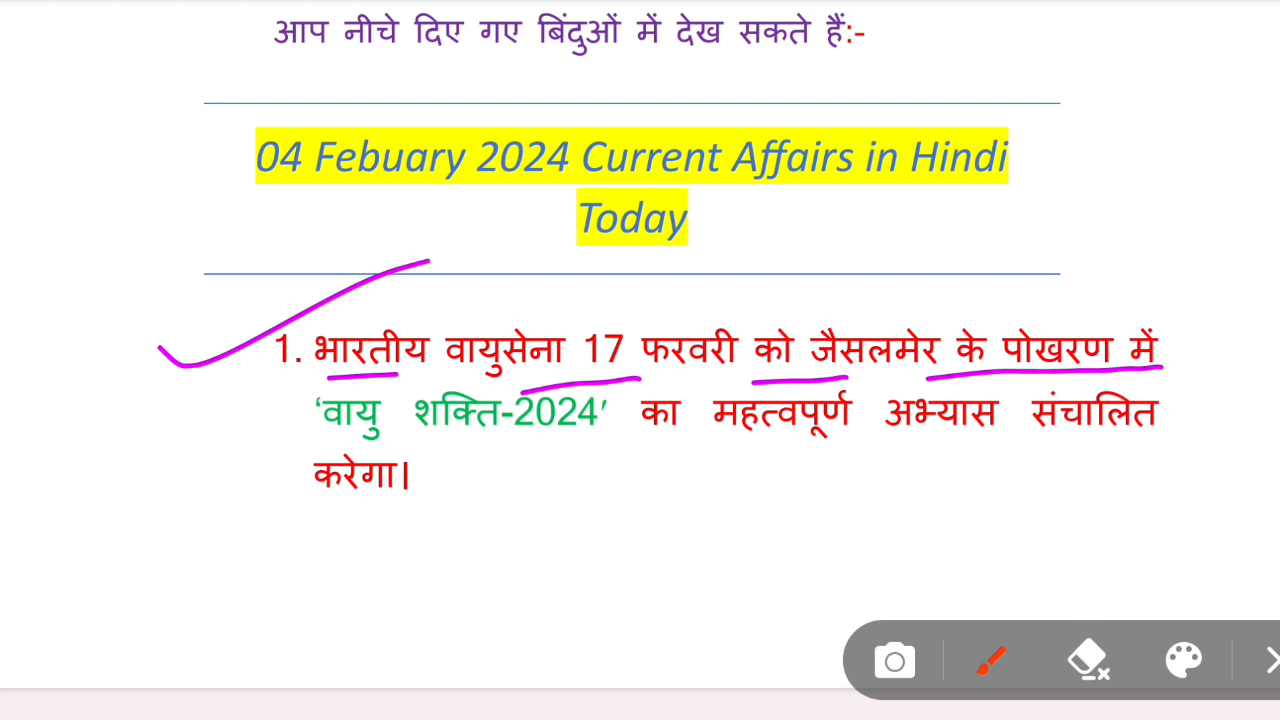 आप नीचे दिए गए बिंदुओं में देख सकते हैं:-
04 Febuary 2024 Current Affairs in Hindi
Today
1. भारतीय वायुसेना 17 फरवरी को जैसलमेर के पोखरण में
‘वायु शक्ति-2024′ का महत्वपूर्ण अभ्यास संचालित
करेगा।